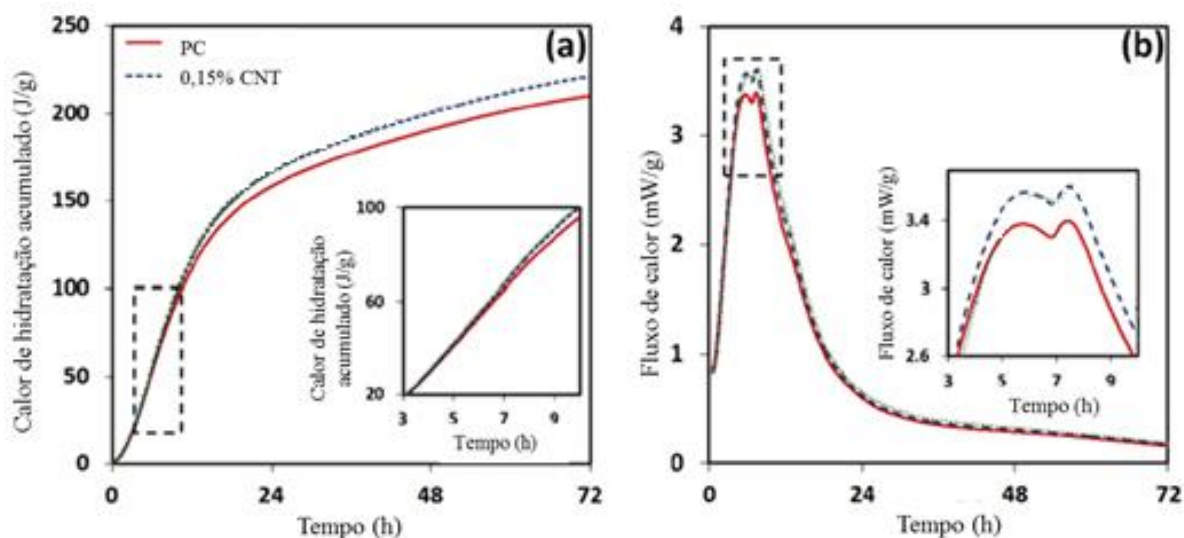 250
200
150
100
50
0
Calor de hidratação acumulado (J/g)
PC
0,15% CNT
(a)
100
60
20
Calor de hidratação
acumulado (J/g)
3 5 7 9
Tempo (h)
0 24 48 72
Tempo (h)
4
3
2
1
0
Fluxo de calor (mW/g)
(b)
3.4
3
2.6
Fluxo de calor (mW/g)
3 5 7 9
Tempo (h)
0 24 48 72
Tempo (h)